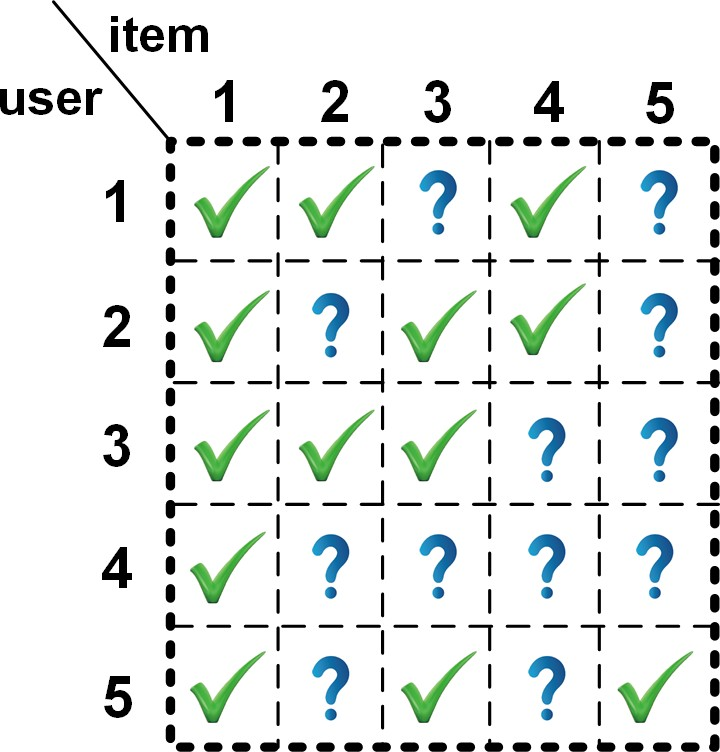 item
user
1 2 3 4 5
1 ✓ ✓ ? ✓ ?
2 ✓ ? ✓ ✓ ?
3 ✓ ✓ ✓ ? ?
4 ✓ ? ? ? ?
5 ✓ ? ✓ ? ✓